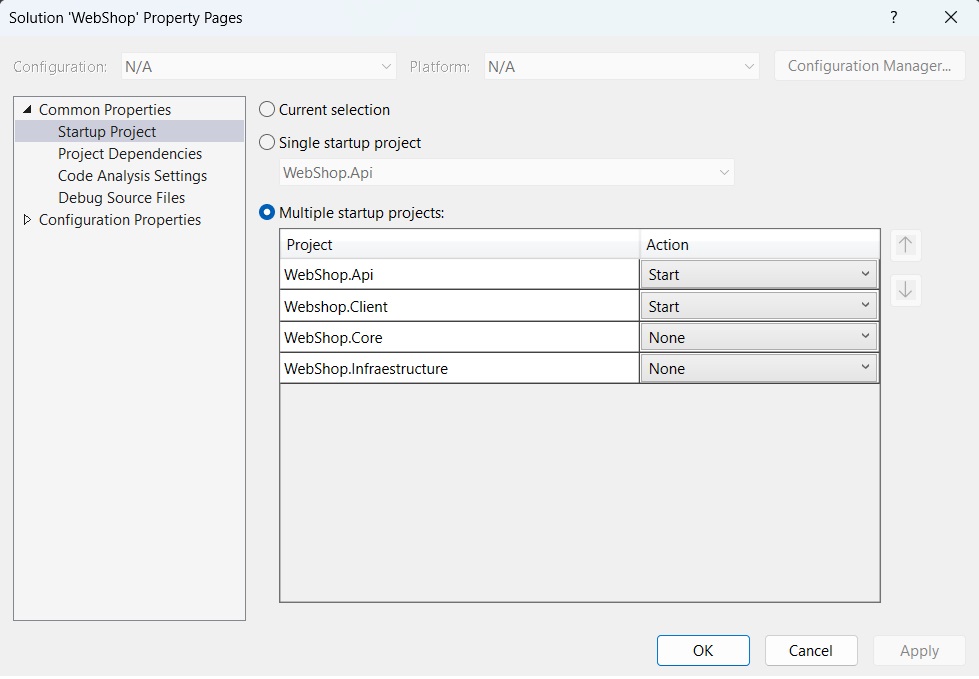 Solution 'WebShop' Property Pages ?
Configuration: N/A Platform: N/A Configuration Manager...
Common Properties
Startup Project
Project Dependencies
Code Analysis Settings
Debug Source Files
Configuration Properties
Current selection
Single startup project
WebShop.Api
Multiple startup projects:
Project Action
WebShop.Api Start
Webshop.Client Start
WebShop.Core None
WebShop.Infraestructure None
OK Cancel Apply